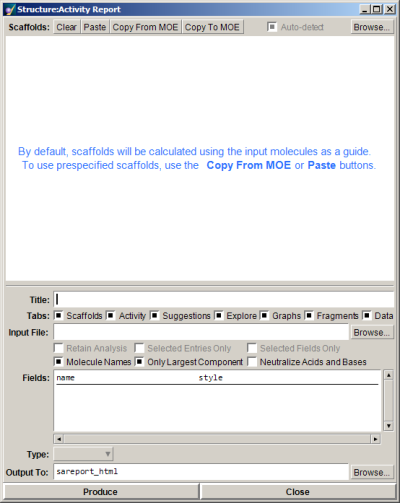 Structure:Activity Report
Scaffolds: Clear Paste Copy From MOE Copy To MOE Auto-detect Browse...
By default, scaffolds will be calculated using the input molecules as a guide.
To use prespecified scaffolds, use the Copy From MOE or Paste buttons.
Title:
Tabs: Scaffolds Activity Suggestions Explore Graphs Fragments Data
Input File: Browse...
Retain Analysis Selected Entries Only Selected Fields Only
Molecule Names Only Largest Component Neutralize Acids and Bases
Fields: name style
Type:
Output To: sareport_html Browse...
Produce Close